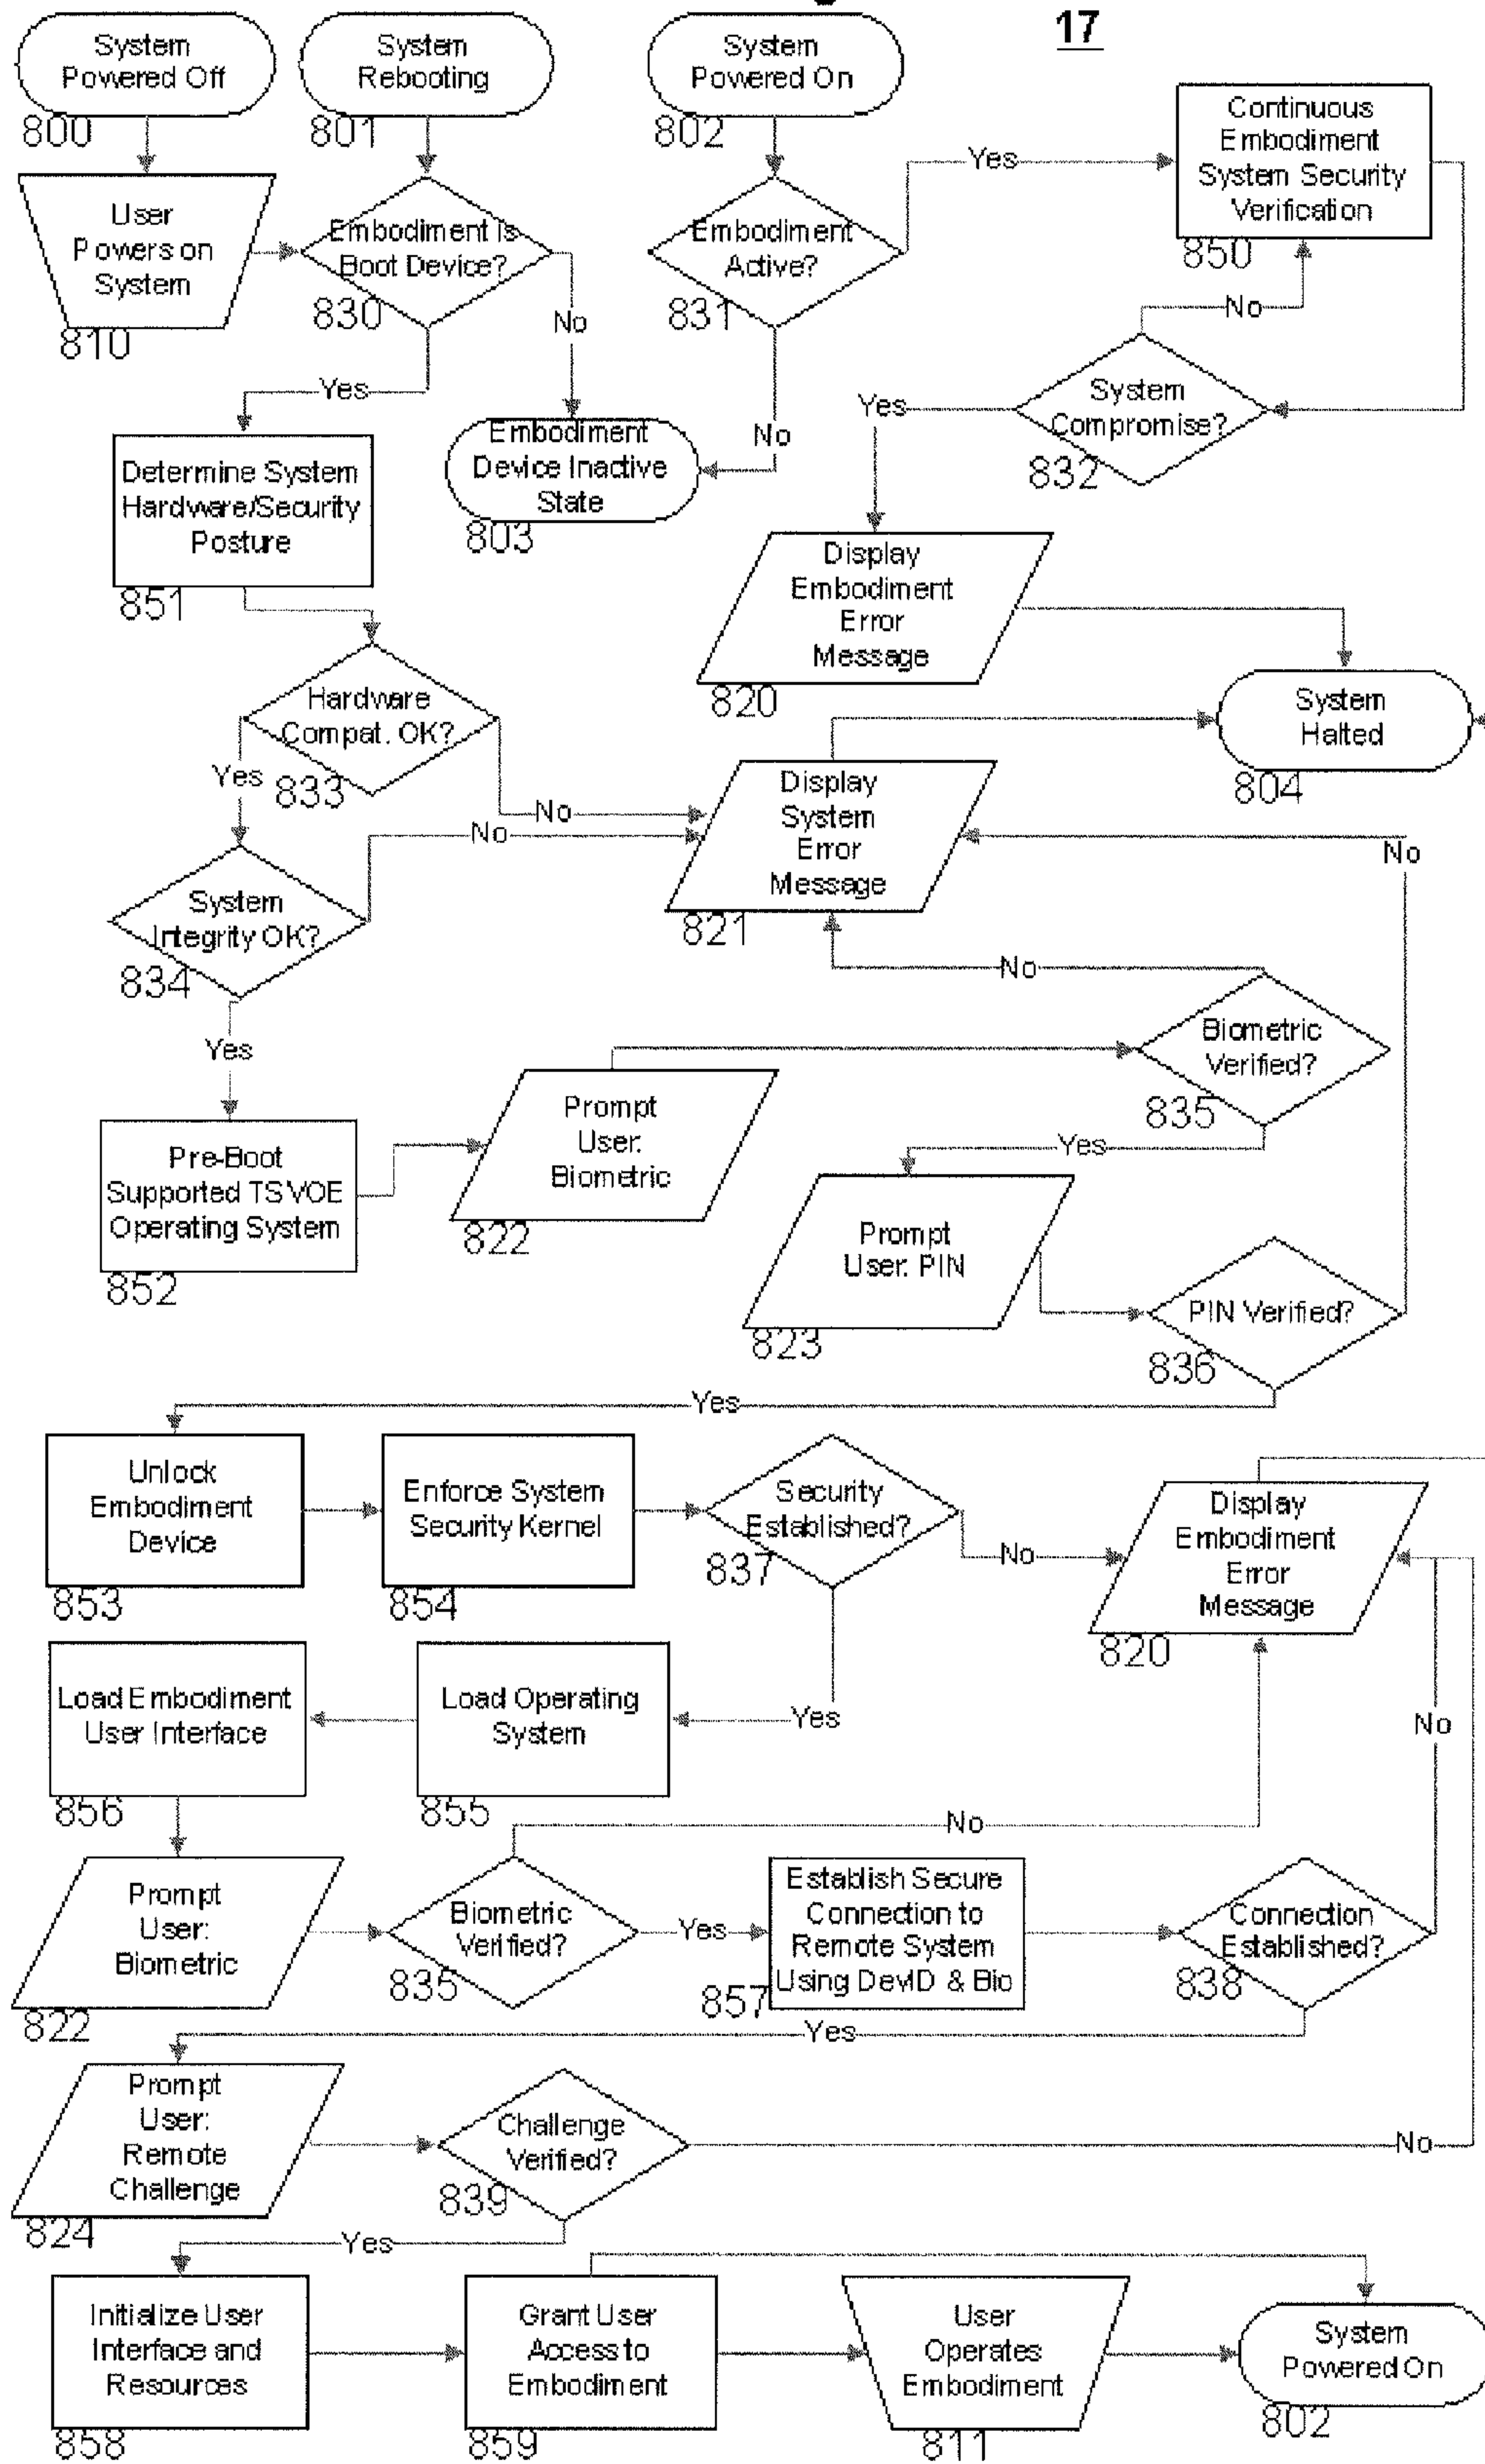 17
System
Powered Off
800
System
Rebooting
801
System
Powered On
802
User
Powers on
System
810
Embodiment is
Boot Device?
830
No
Yes
Embodiment
Active?
831
Yes
No
Continuous
Embodiment
System Security
Verification
850
No
System
Compromise?
832
Yes
Embodiment
Device Inactive
State
803
Determine System
Hardware/Security
Posture
851
Display
Embodiment
Error
Message
820
Hardware
Compat. OK?
833
Yes
No
System
Halted
804
Display
System
Error
Message
821
No
No
System
Integrity OK?
834
Yes
No
Biometric
Verified?
835
Yes
Pre-Boot
Supported TSVOE
Operating System
852
Prompt
User:
Biometric
822
Prompt
User: PIN
823
PIN Verified?
836
Yes
Unlock
Embodiment
Device
853
Enforce System
Security Kernel
854
Security
Established?
837
No
Yes
Display
Embodiment
Error
Message
820
Load Embodiment
User Interface
856
Load Operating
System
855
No
No
Prompt
User:
Biometric
822
Biometric
Verified?
835
Yes
Establish Secure
Connection to
Remote System
Using DevID & Bio
857
Connection
Established?
838
Yes
Prompt
User:
Remote
Challenge
824
Challenge
Verified?
839
No
Yes
Initialize User
Interface and
Resources
858
Grant User
Access to
Embodiment
859
User
Operates
Embodiment
811
System
Powered On
802